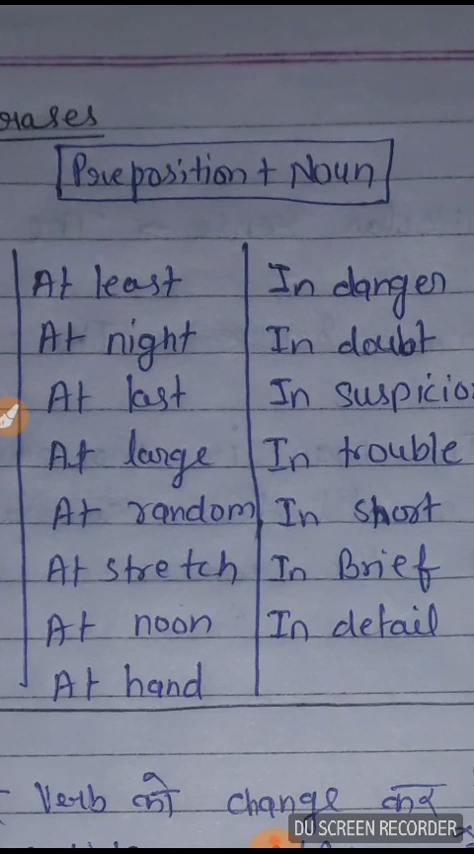 rases
Preposition + Noun
At least In danger
At night In doubt
At last In suspicio
At large In trouble
At random In short
At stretch In Brief
At noon In detail
At hand
Verb को change कर
DU SCREEN RECORDER